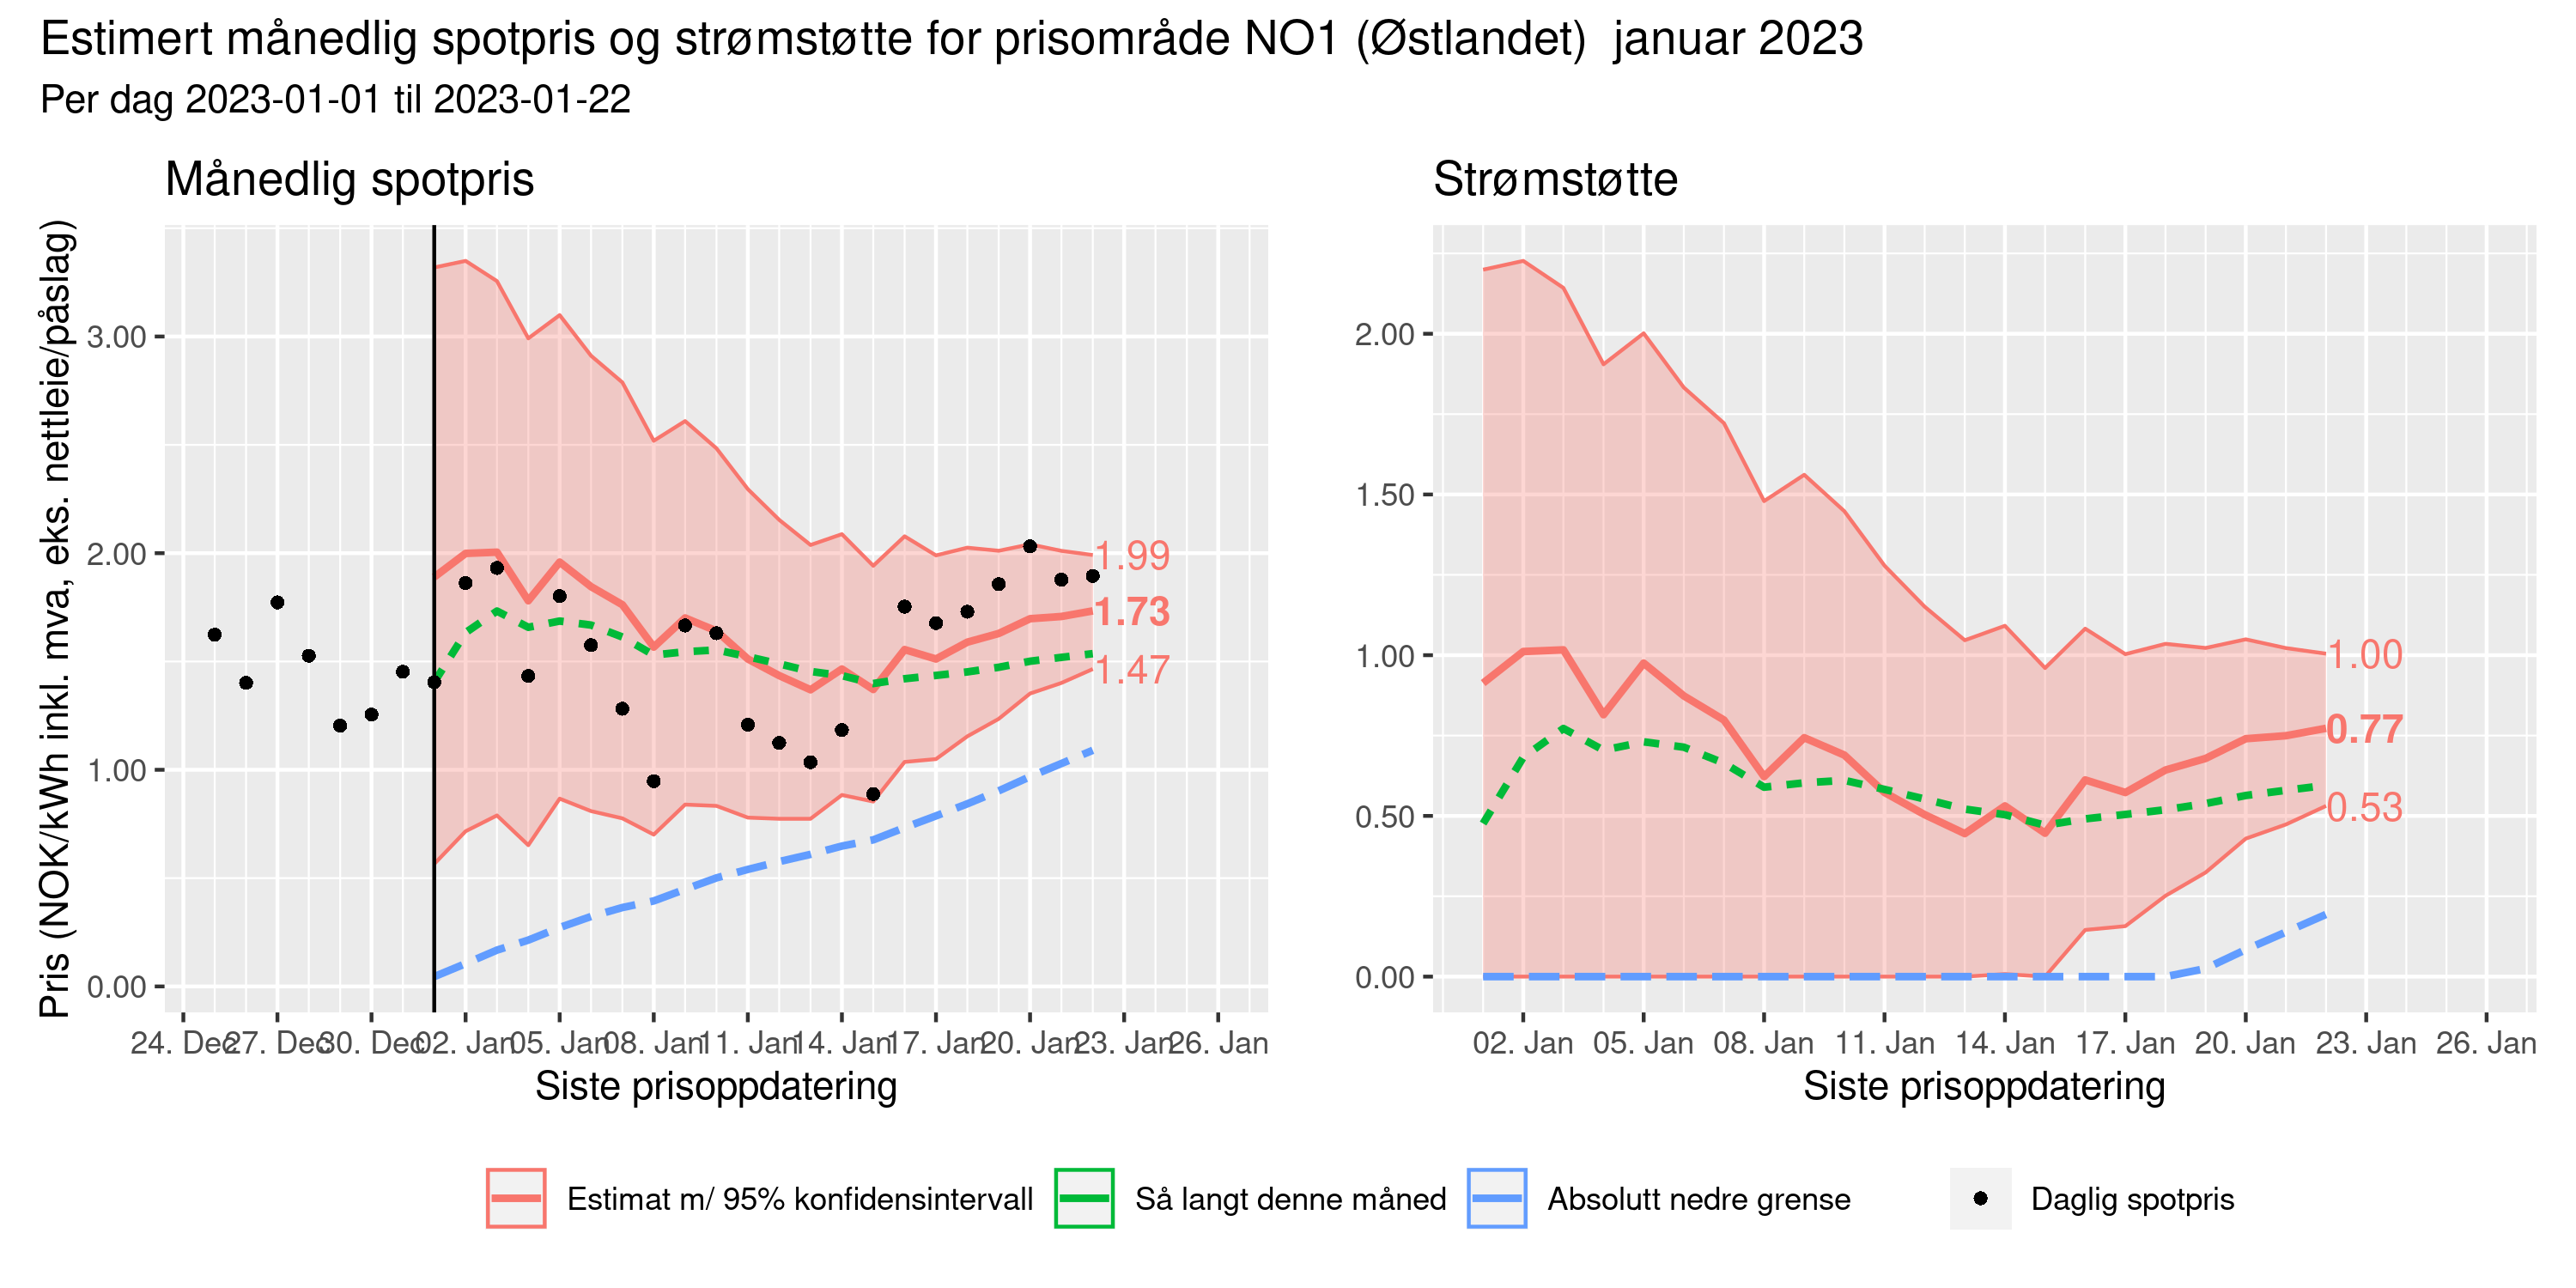 Estimert månedlig spotpris og strømstøtte for prisområde NO1 (Østlandet) januar 2023
Per dag 2023-01-01 til 2023-01-22
Månedlig spotpris
Strømstøtte
Pris (NOK/kWh inkl. mva, eks. nettleie/påslag)
3.00
2.00
1.00
0.00
1.99
1.73
1.47
24. Dec 27. Dec 30. Dec 02. Jan 05. Jan 08. Jan 11. Jan 14. Jan 17. Jan 20. Jan 23. Jan 26. Jan
Siste prisoppdatering
2.00
1.50
1.00
0.50
0.00
1.00
0.77
0.53
02. Jan 05. Jan 08. Jan 11. Jan 14. Jan 17. Jan 20. Jan 23. Jan 26. Jan
Siste prisoppdatering
Estimat m/ 95% konfidensintervall Så langt denne måned Absolutt nedre grense Daglig spotpris